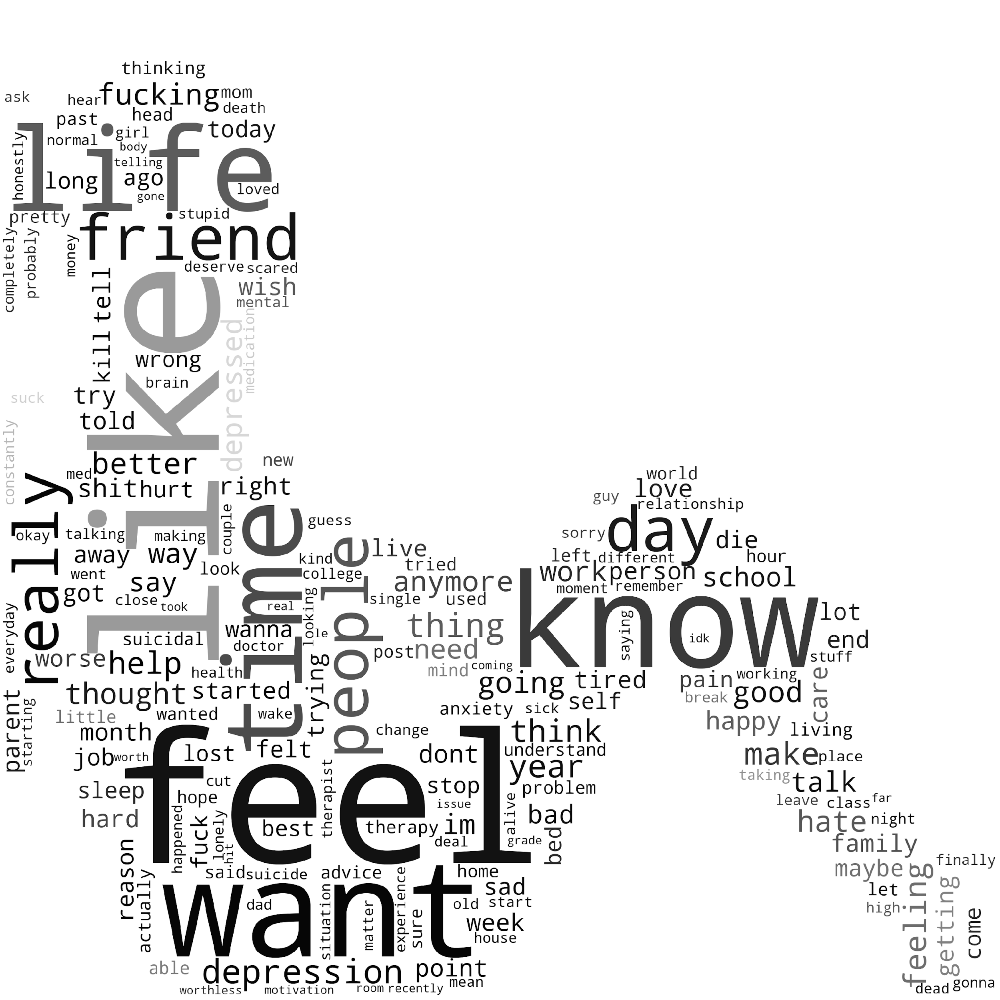 thinking
ask
hear
fucking
mom
death
past
head
today
normal
girl
body
honestly
life
telling
long
ago
loved
gone
pretty
stupid
friend
completely
probably
money
deserve
scared
wish
mental
tell
kill
like
depressed
medication
wrong
brain
suck
try
told
constantly
better
new
med
shit
hurt
right
really
okay
talking
making
couple
guess
away
way
time
people
live
look
kind
college
went
say
got
close
took
real
looking
tried
anymore
single
used
everyday
suicidal
wanna
le
doctor
worse
help
health
trying
post
thing
need
mind
coming
world
love
guy
relationship
day
sorry
die
left
different
hour
work
person
school
moment
remember
know
saying
idk
lot
end
stuff
thought
started
going
tired
pain
working
break
good
care
parent
starting
little
wanted
wake
anxiety
sick
self
happy
living
month
change
think
understand
make
place
job
worth
lost
felt
dont
year
taking
talk
feel
cut
sleep
hope
therapist
stop
problem
issue
alive
leave
class
far
hard
happened
fuck
lonely
hit
best
therapy
im
deal
grade
bad
bed
hate
night
family
reason
actually
said
suicide
advice
home
maybe
feeling
finally
getting
want
dad
situation
matter
experience
sure
sad
old
start
week
house
let
high
come
able
depression
point
mean
worthless
motivation
room
recently
dead
gonna